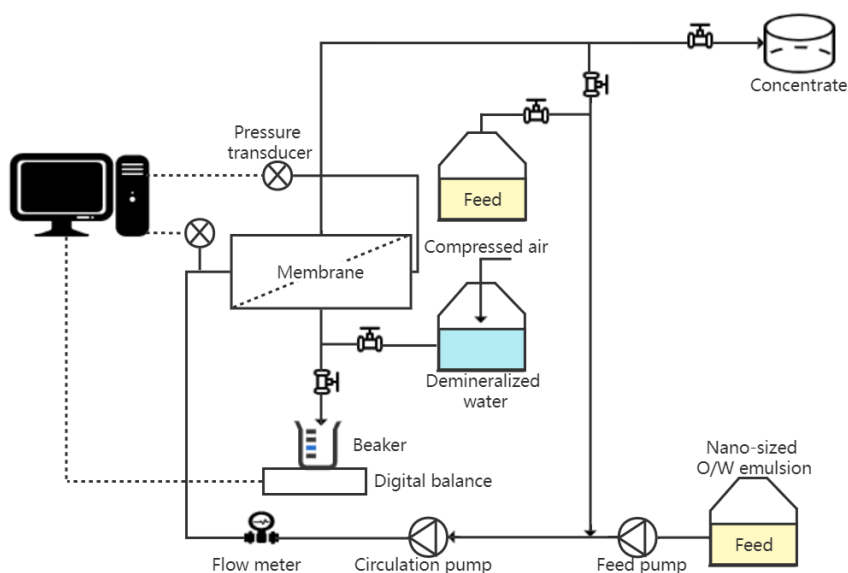 Concentrate
Pressure
transducer
Feed
Compressed air
Membrane
Demineralized
water
Beaker
Nano-sized
O/W emulsion
Digital balance
Feed
Flow meter
Circulation pump
Feed pump